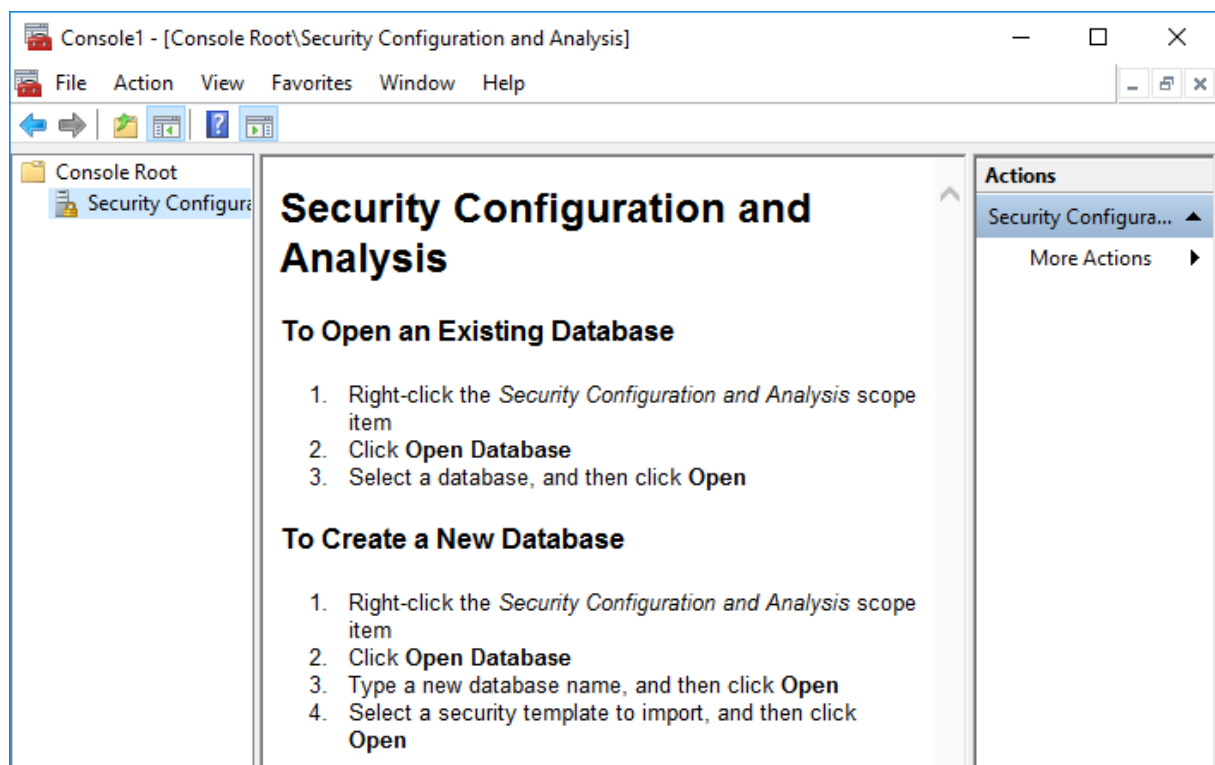 Console1 - [Console Root\Security Configuration and Analysis]
File Action View Favorites Window Help
Console Root
Security Configura
Security Configuration and
Analysis
To Open an Existing Database
1. Right-click the Security Configuration and Analysis scope
item
2. Click Open Database
3. Select a database, and then click Open
To Create a New Database
1. Right-click the Security Configuration and Analysis scope
item
2. Click Open Database
3. Type a new database name, and then click Open
4. Select a security template to import, and then click
Open
Actions
Security Configura...
More Actions